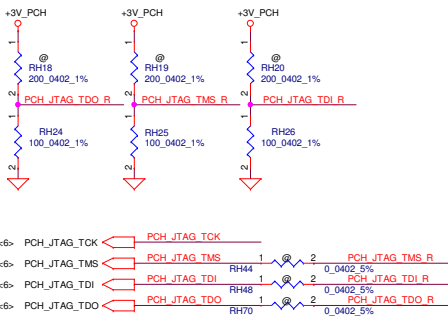 +3V_PCH +3V_PCH +3V_PCH
1 1 1
@ @ @
RH18 RH19 RH20
200_0402_1% 200_0402_1% 200_0402_1%
2 2 2
PCH_JTAG_TDO_R PCH_JTAG_TMS_R PCH_JTAG_TDI_R
1 1 1
RH24 RH25 RH26
100_0402_1% 100_0402_1% 100_0402_1%
2 2 2
<6> PCH_JTAG_TCK PCH_JTAG_TCK
<6> PCH_JTAG_TMS PCH_JTAG_TMS 1 @ 2 PCH_JTAG_TMS_R
RH44 0_0402_5%
<6> PCH_JTAG_TDI PCH_JTAG_TDI 1 @ 2 PCH_JTAG_TDI_R
RH48 0_0402_5%
<6> PCH_JTAG_TDO PCH_JTAG_TDO 1 @ 2 PCH_JTAG_TDO_R
RH70 0_0402_5%